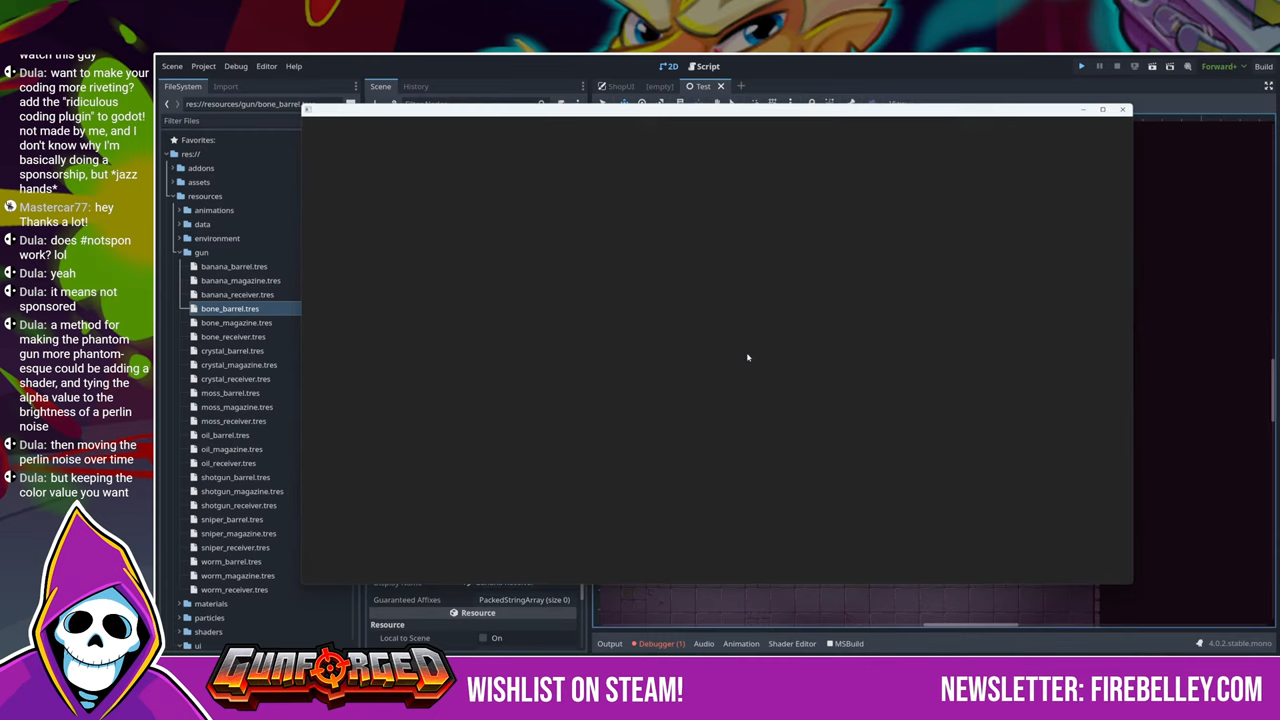 watch this guy
Dula: want to make your
coding more riveting?
add the "ridiculous
coding plugin" to godot!
not made by me, and I
don't know why I'm
basically doing a
sponsorship, but *jazz
hands*
Mastercar77: hey
Thanks a lot!
Dula: does #notspon
work? lol
Dula: yeah
Dula: it means not
sponsored
Dula: a method for
making the phantom
gun more phantom-
esque could be adding a
shader, and tying the
alpha value to the
brightness of a perlin
noise
Dula: then moving the
perlin noise over time
Dula: but keeping the
color value you want
Scene Project Debug Editor Help
2D Script
Forward+ Build
FileSystem Import
Scene History
ShopUI [empty] Test
res://resources/gun/bone_barrel.t
Filter Files
Favorites:
res://
addons
assets
resources
animations
data
environment
gun
banana_barrel.tres
banana_magazine.tres
banana_receiver.tres
bone_barrel.tres
bone_magazine.tres
bone_receiver.tres
crystal_barrel.tres
crystal_magazine.tres
crystal_receiver.tres
moss_barrel.tres
moss_magazine.tres
moss_receiver.tres
oil_barrel.tres
oil_magazine.tres
oil_receiver.tres
shotgun_barrel.tres
shotgun_magazine.tres
shotgun_receiver.tres
sniper_barrel.tres
sniper_magazine.tres
sniper_receiver.tres
worm_barrel.tres
worm_magazine.tres
worm_receiver.tres
materials
particles
shaders
ui
Guaranteed Affixes PackedStringArray (size 0)
Resource
Resource
Local to Scene On
Output Debugger (1) Audio Animation Shader Editor MSBuild
4.0.2.stable.mono
GUNFORGED
WISHLIST ON STEAM!
NEWSLETTER: FIREBELLEY.COM